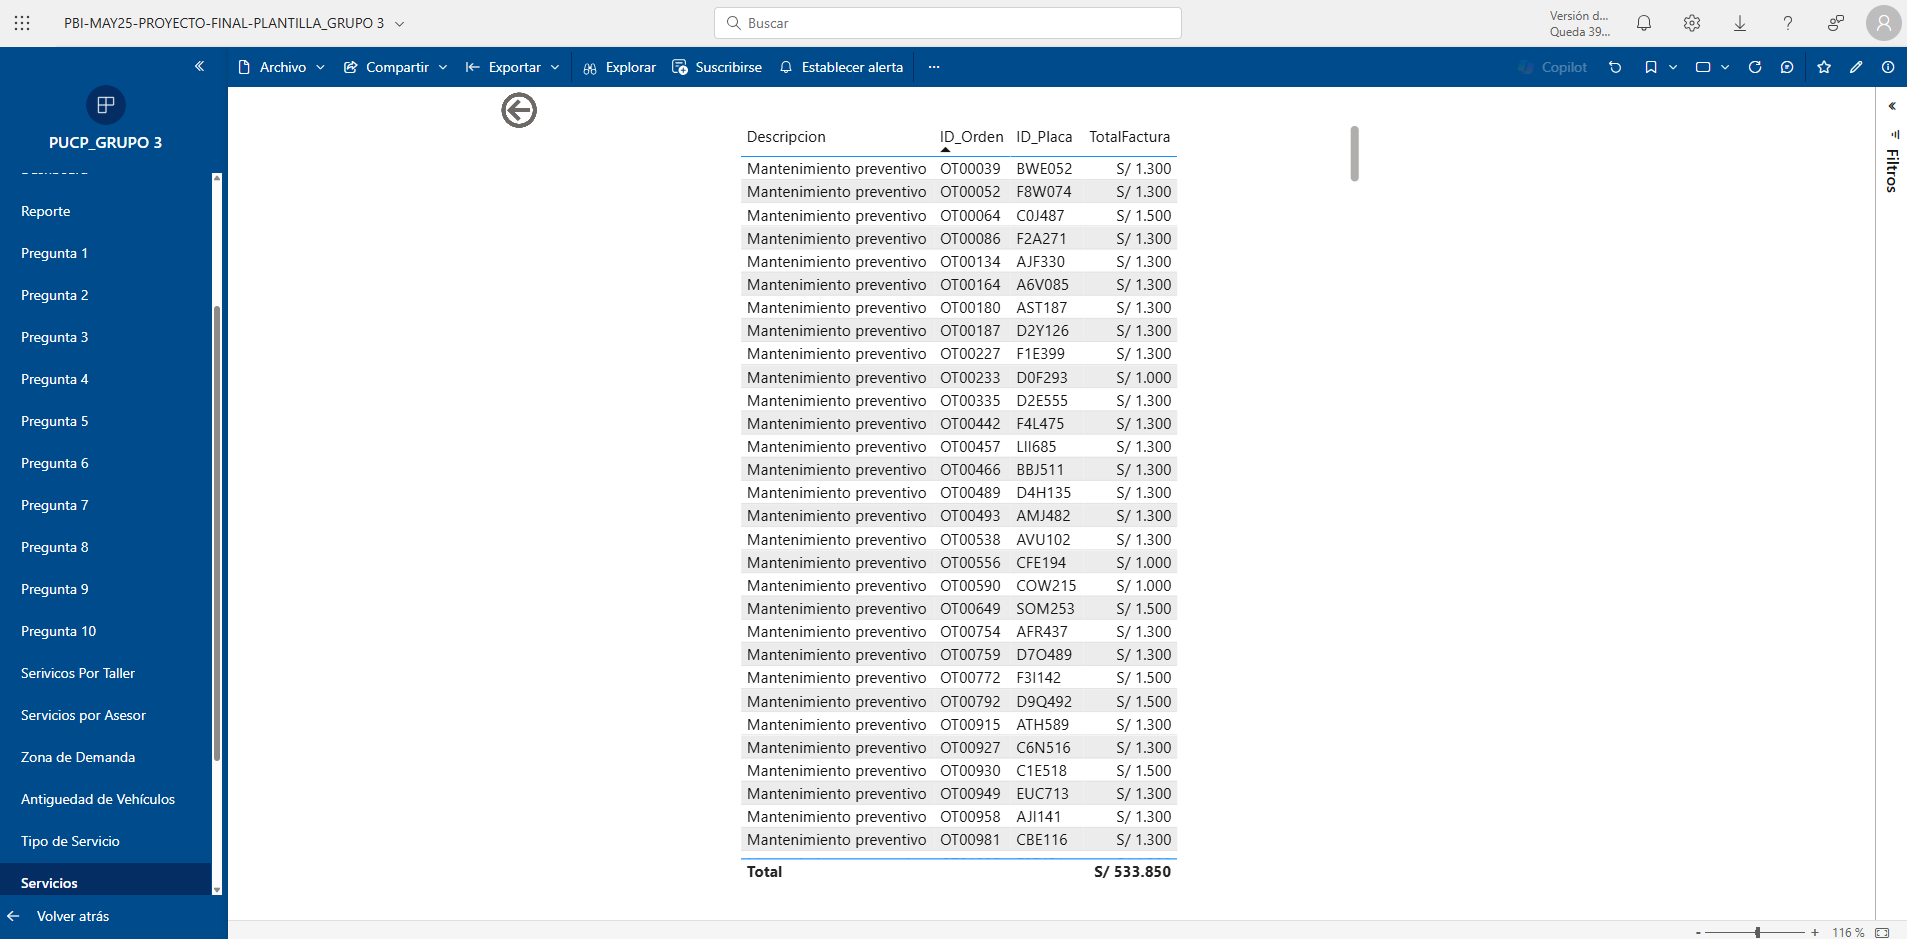 PBI-MAY25-PROYECTO-FINAL-PLANTILLA_GRUPO 3
Buscar
Versión d...
Queda 39...
Archivo Compartir Exportar Explorar Suscribirse Establecer alerta ... Copilot
PUCP_GRUPO 3
Reporte
Pregunta 1
Pregunta 2
Pregunta 3
Pregunta 4
Pregunta 5
Pregunta 6
Pregunta 7
Pregunta 8
Pregunta 9
Pregunta 10
Serivicos Por Taller
Servicios por Asesor
Zona de Demanda
Antiguedad de Vehículos
Tipo de Servicio
Servicios
Volver atrás
Descripcion ID_Orden ID_Placa TotalFactura
Mantenimiento preventivo OT00039 BWE052 S/ 1.300
Mantenimiento preventivo OT00052 F8W074 S/ 1.300
Mantenimiento preventivo OT00064 C0J487 S/ 1.500
Mantenimiento preventivo OT00086 F2A271 S/ 1.300
Mantenimiento preventivo OT00134 AJF330 S/ 1.300
Mantenimiento preventivo OT00164 A6V085 S/ 1.300
Mantenimiento preventivo OT00180 AST187 S/ 1.300
Mantenimiento preventivo OT00187 D2Y126 S/ 1.300
Mantenimiento preventivo OT00227 F1E399 S/ 1.300
Mantenimiento preventivo OT00233 D0F293 S/ 1.000
Mantenimiento preventivo OT00335 D2E555 S/ 1.300
Mantenimiento preventivo OT00442 F4L475 S/ 1.300
Mantenimiento preventivo OT00457 LII685 S/ 1.300
Mantenimiento preventivo OT00466 BBJ511 S/ 1.300
Mantenimiento preventivo OT00489 D4H135 S/ 1.300
Mantenimiento preventivo OT00493 AMJ482 S/ 1.300
Mantenimiento preventivo OT00538 AVU102 S/ 1.300
Mantenimiento preventivo OT00556 CFE194 S/ 1.000
Mantenimiento preventivo OT00590 COW215 S/ 1.000
Mantenimiento preventivo OT00649 SOM253 S/ 1.500
Mantenimiento preventivo OT00754 AFR437 S/ 1.300
Mantenimiento preventivo OT00759 D7O489 S/ 1.300
Mantenimiento preventivo OT00772 F3I142 S/ 1.500
Mantenimiento preventivo OT00792 D9Q492 S/ 1.500
Mantenimiento preventivo OT00915 ATH589 S/ 1.300
Mantenimiento preventivo OT00927 C6N516 S/ 1.300
Mantenimiento preventivo OT00930 C1E518 S/ 1.500
Mantenimiento preventivo OT00949 EUC713 S/ 1.300
Mantenimiento preventivo OT00958 AJI141 S/ 1.300
Mantenimiento preventivo OT00981 CBE116 S/ 1.300
Total S/ 533.850
Filtros
- + 116 %